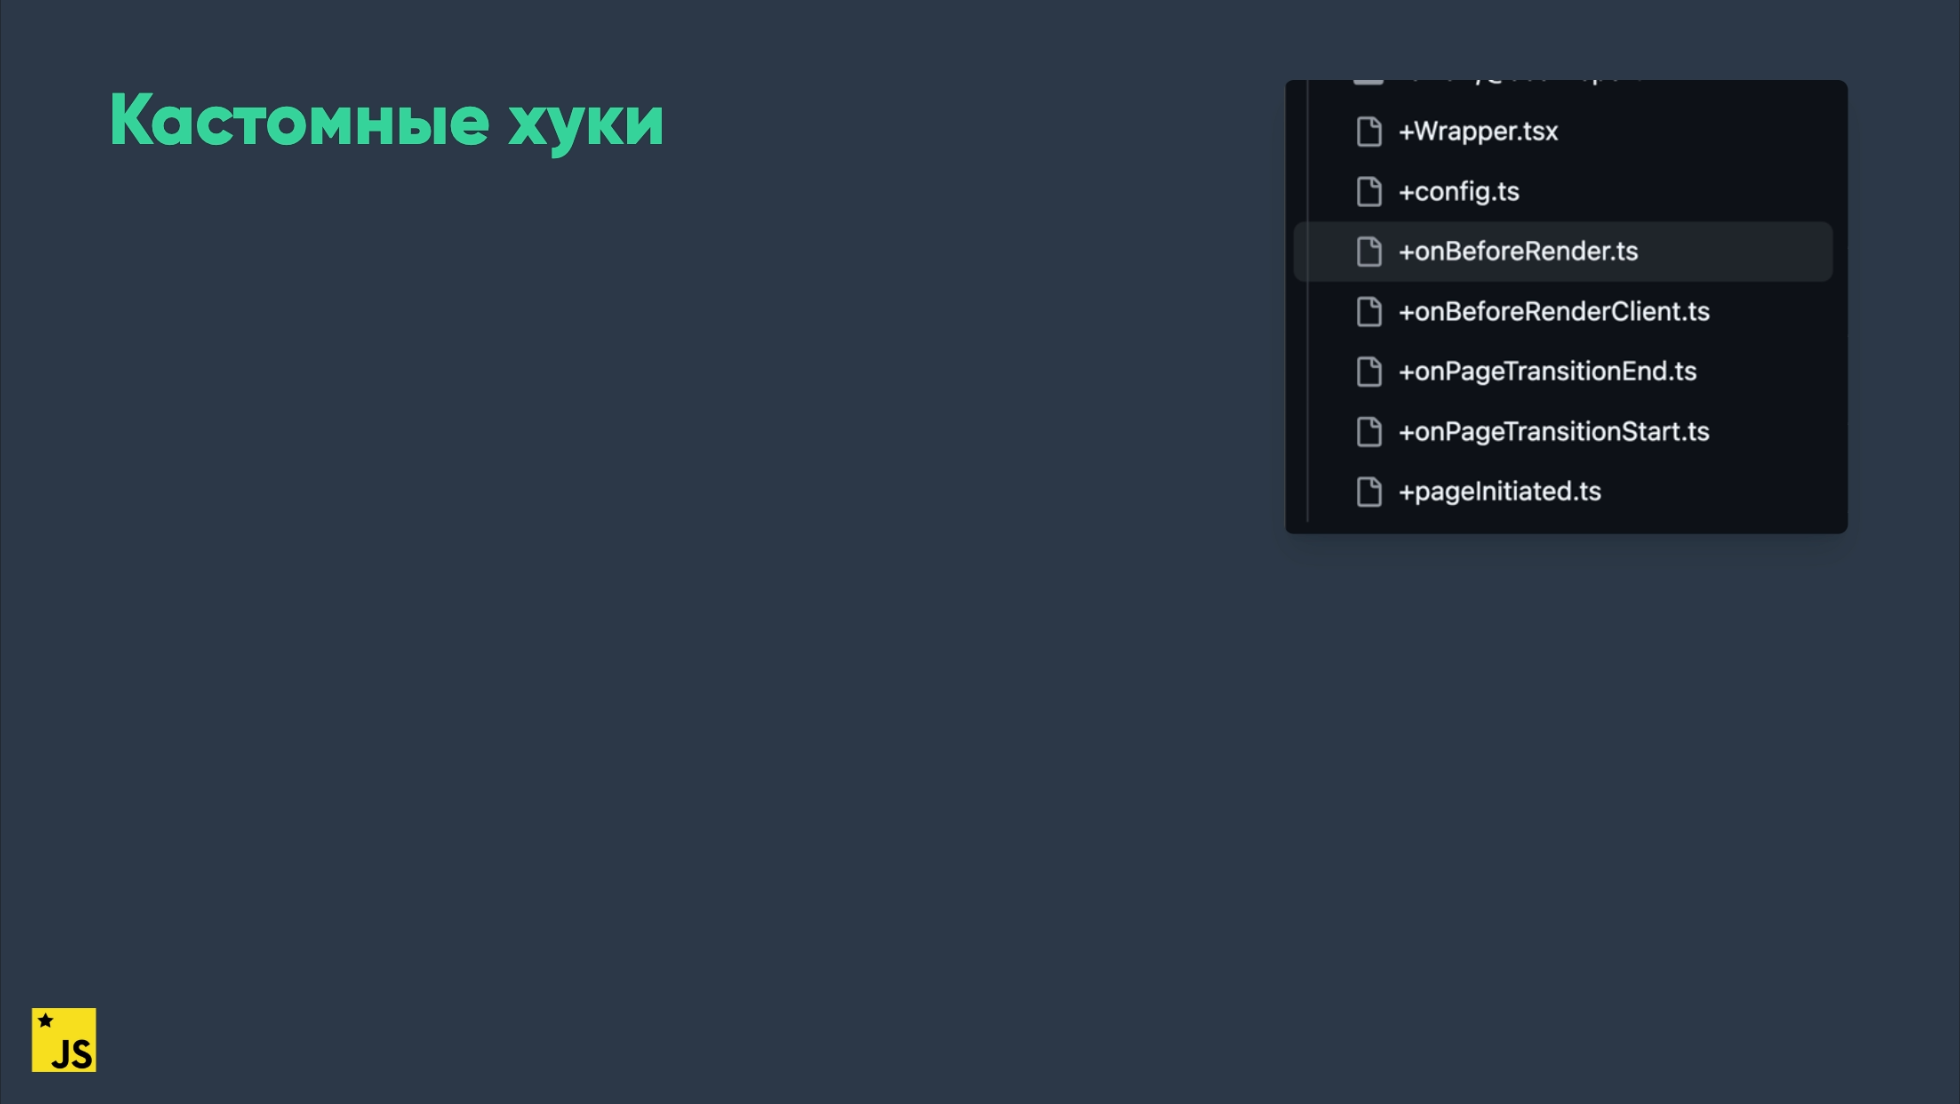 Кастомные хуки
+Wrapper.tsx
+config.ts
+onBeforeRender.ts
+onBeforeRenderClient.ts
+onPageTransitionEnd.ts
+onPageTransitionStart.ts
+pageInitiated.ts
JS